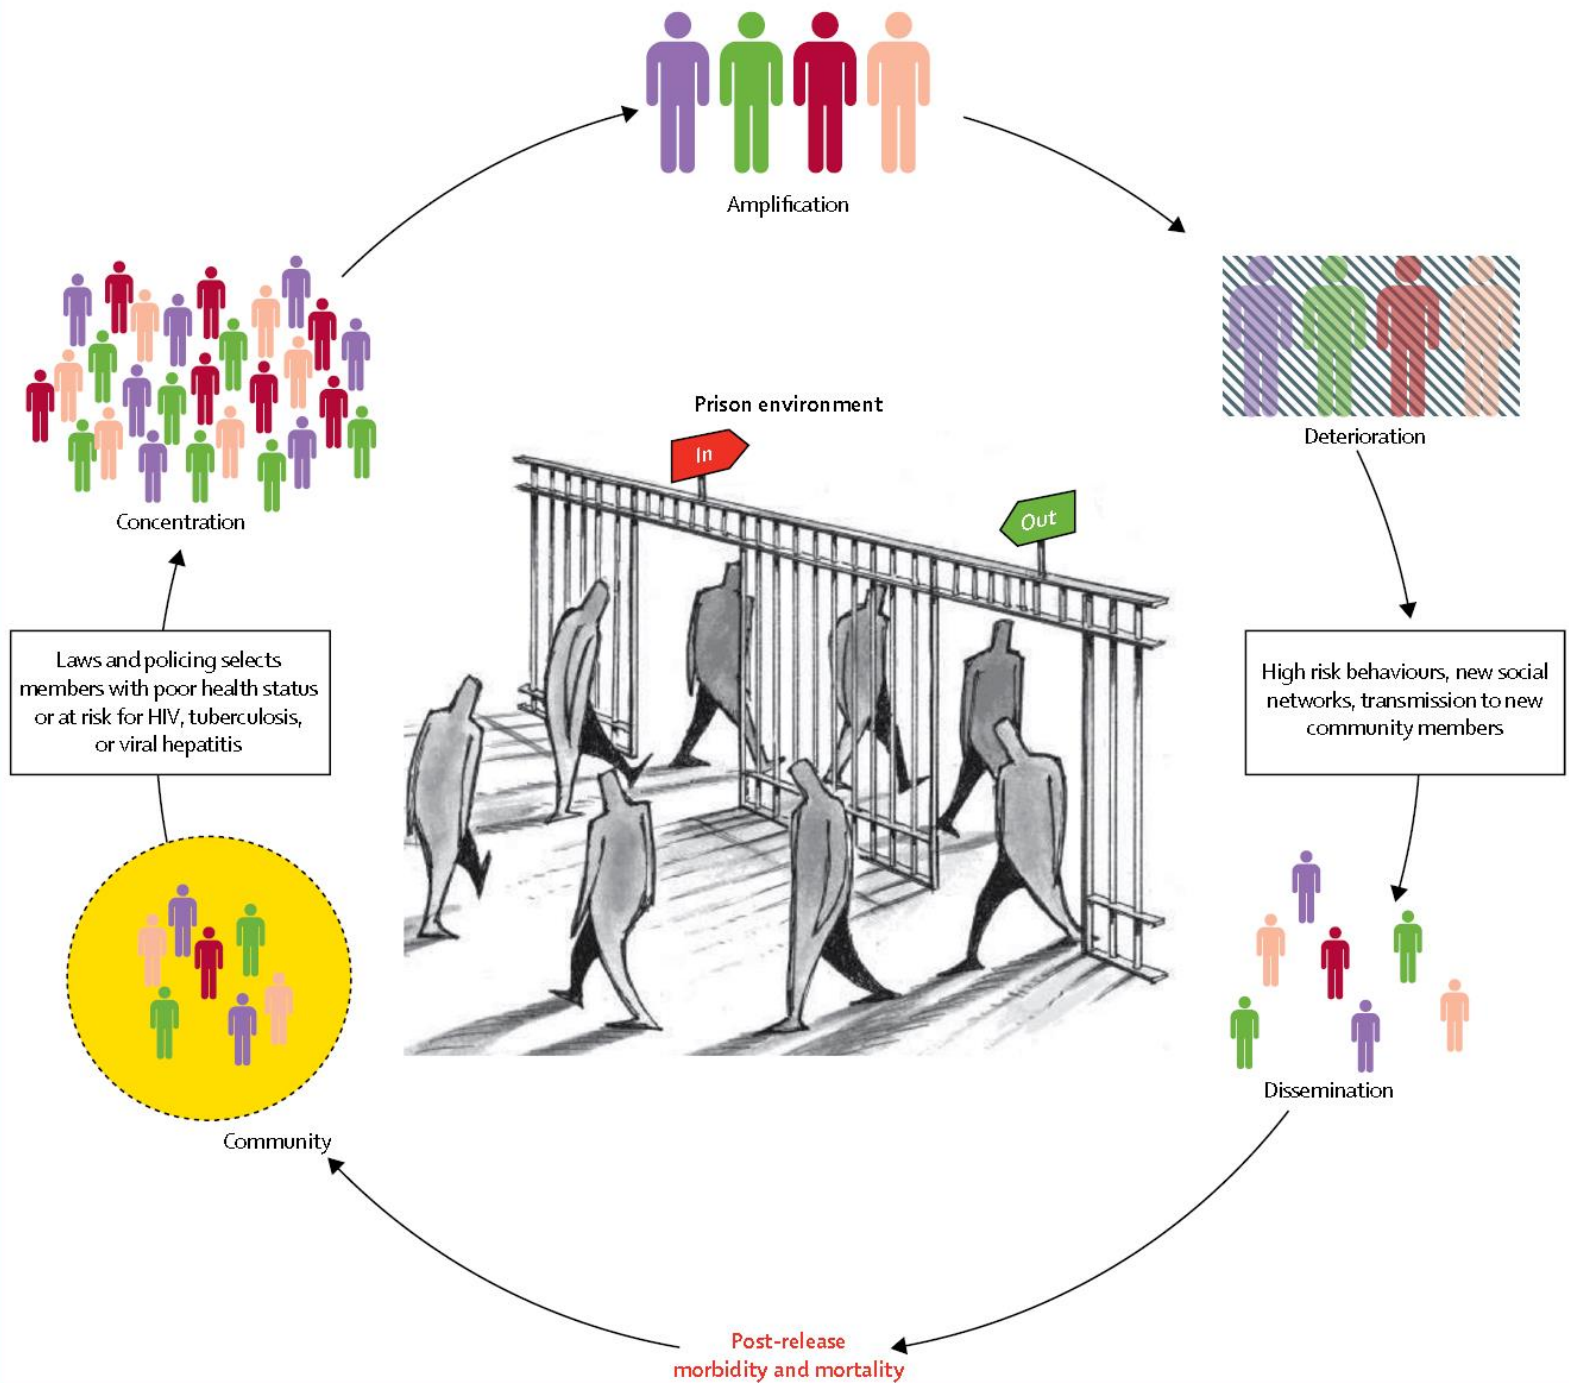 Amplification
Deterioration
Prison environment
In
Out
Concentration
Laws and policing selects
members with poor health status
or at risk for HIV, tuberculosis,
or viral hepatitis
High risk behaviours, new social
networks, transmission to new
community members
Dissemination
Community
Post-release
morbidity and mortality